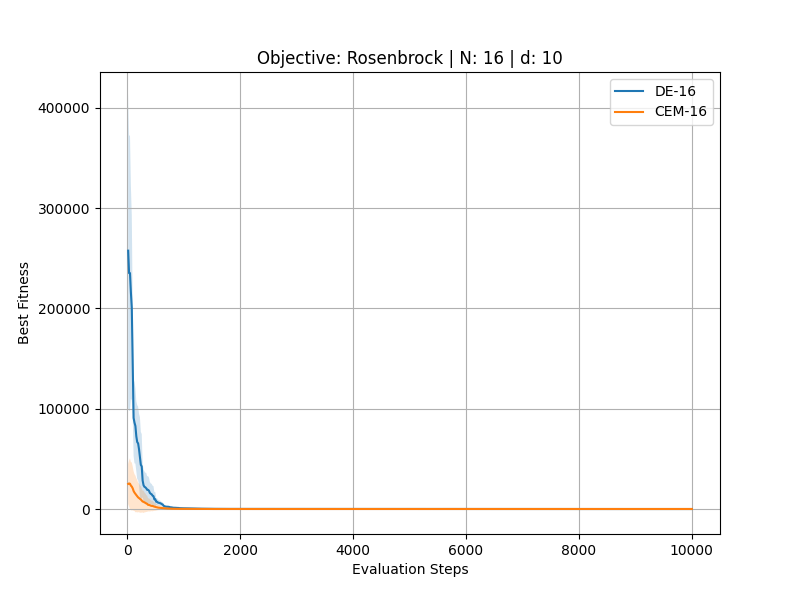 Objective: Rosenbrock | N: 16 | d: 10
DE-16
CEM-16
Best Fitness
400000
300000
200000
100000
0
0 2000 4000 6000 8000 10000
Evaluation Steps